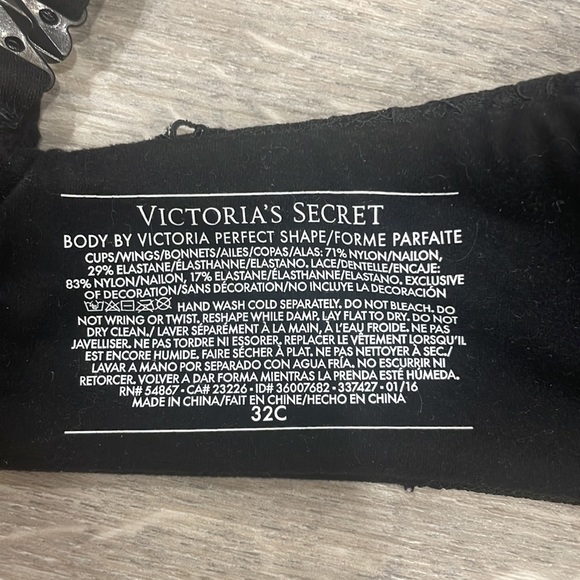 VICTORIA'S SECRET
BODY BY VICTORIA PERFECT SHAPE/FORME PARFAITE
CUPS/WINGS/BONNETS/AILES/COPAS/ALAS: 71% NYLON/NAILON,
29% ELASTANE/ÉLASTHANNE/ELASTANO. LACE/DENTELLE/ENCAJE:
83% NYLON/NAILON, 17% ELASTANE/ÉLASTHANNE/ELASTANO. EXCLUSIVE
OF DECORATION/SANS DÉCORATION/NO INCLUYE LA DECORACIÓN
HAND WASH COLD SEPARATELY. DO NOT BLEACH. DO
NOT WRING OR TWIST. RESHAPE WHILE DAMP. LAY FLAT TO DRY. DO NOT
DRY CLEAN./ LAVER SÉPARÉMENT À LA MAIN, À L'EAU FROIDE. NE PAS
JAVELLISER. NE PAS TORDRE NI ESSORER. REPLACER LE VÊTEMENT LORSQU'IL
EST ENCORE HUMIDE. FAIRE SÉCHER À PLAT. NE PAS NETTOYER À SEC./
LAVAR A MANO POR SEPARADO CON AGUA FRÍA. NO ESCURRIR NI
RETORCER. VOLVER A DAR FORMA MIENTRAS LA PRENDA ESTÉ HÚMEDA.
RN# 54867 • CA# 23226 • ID# 36007682 • 337427 • 01/16
MADE IN CHINA/FAIT EN CHINE/HECHO EN CHINA
32C